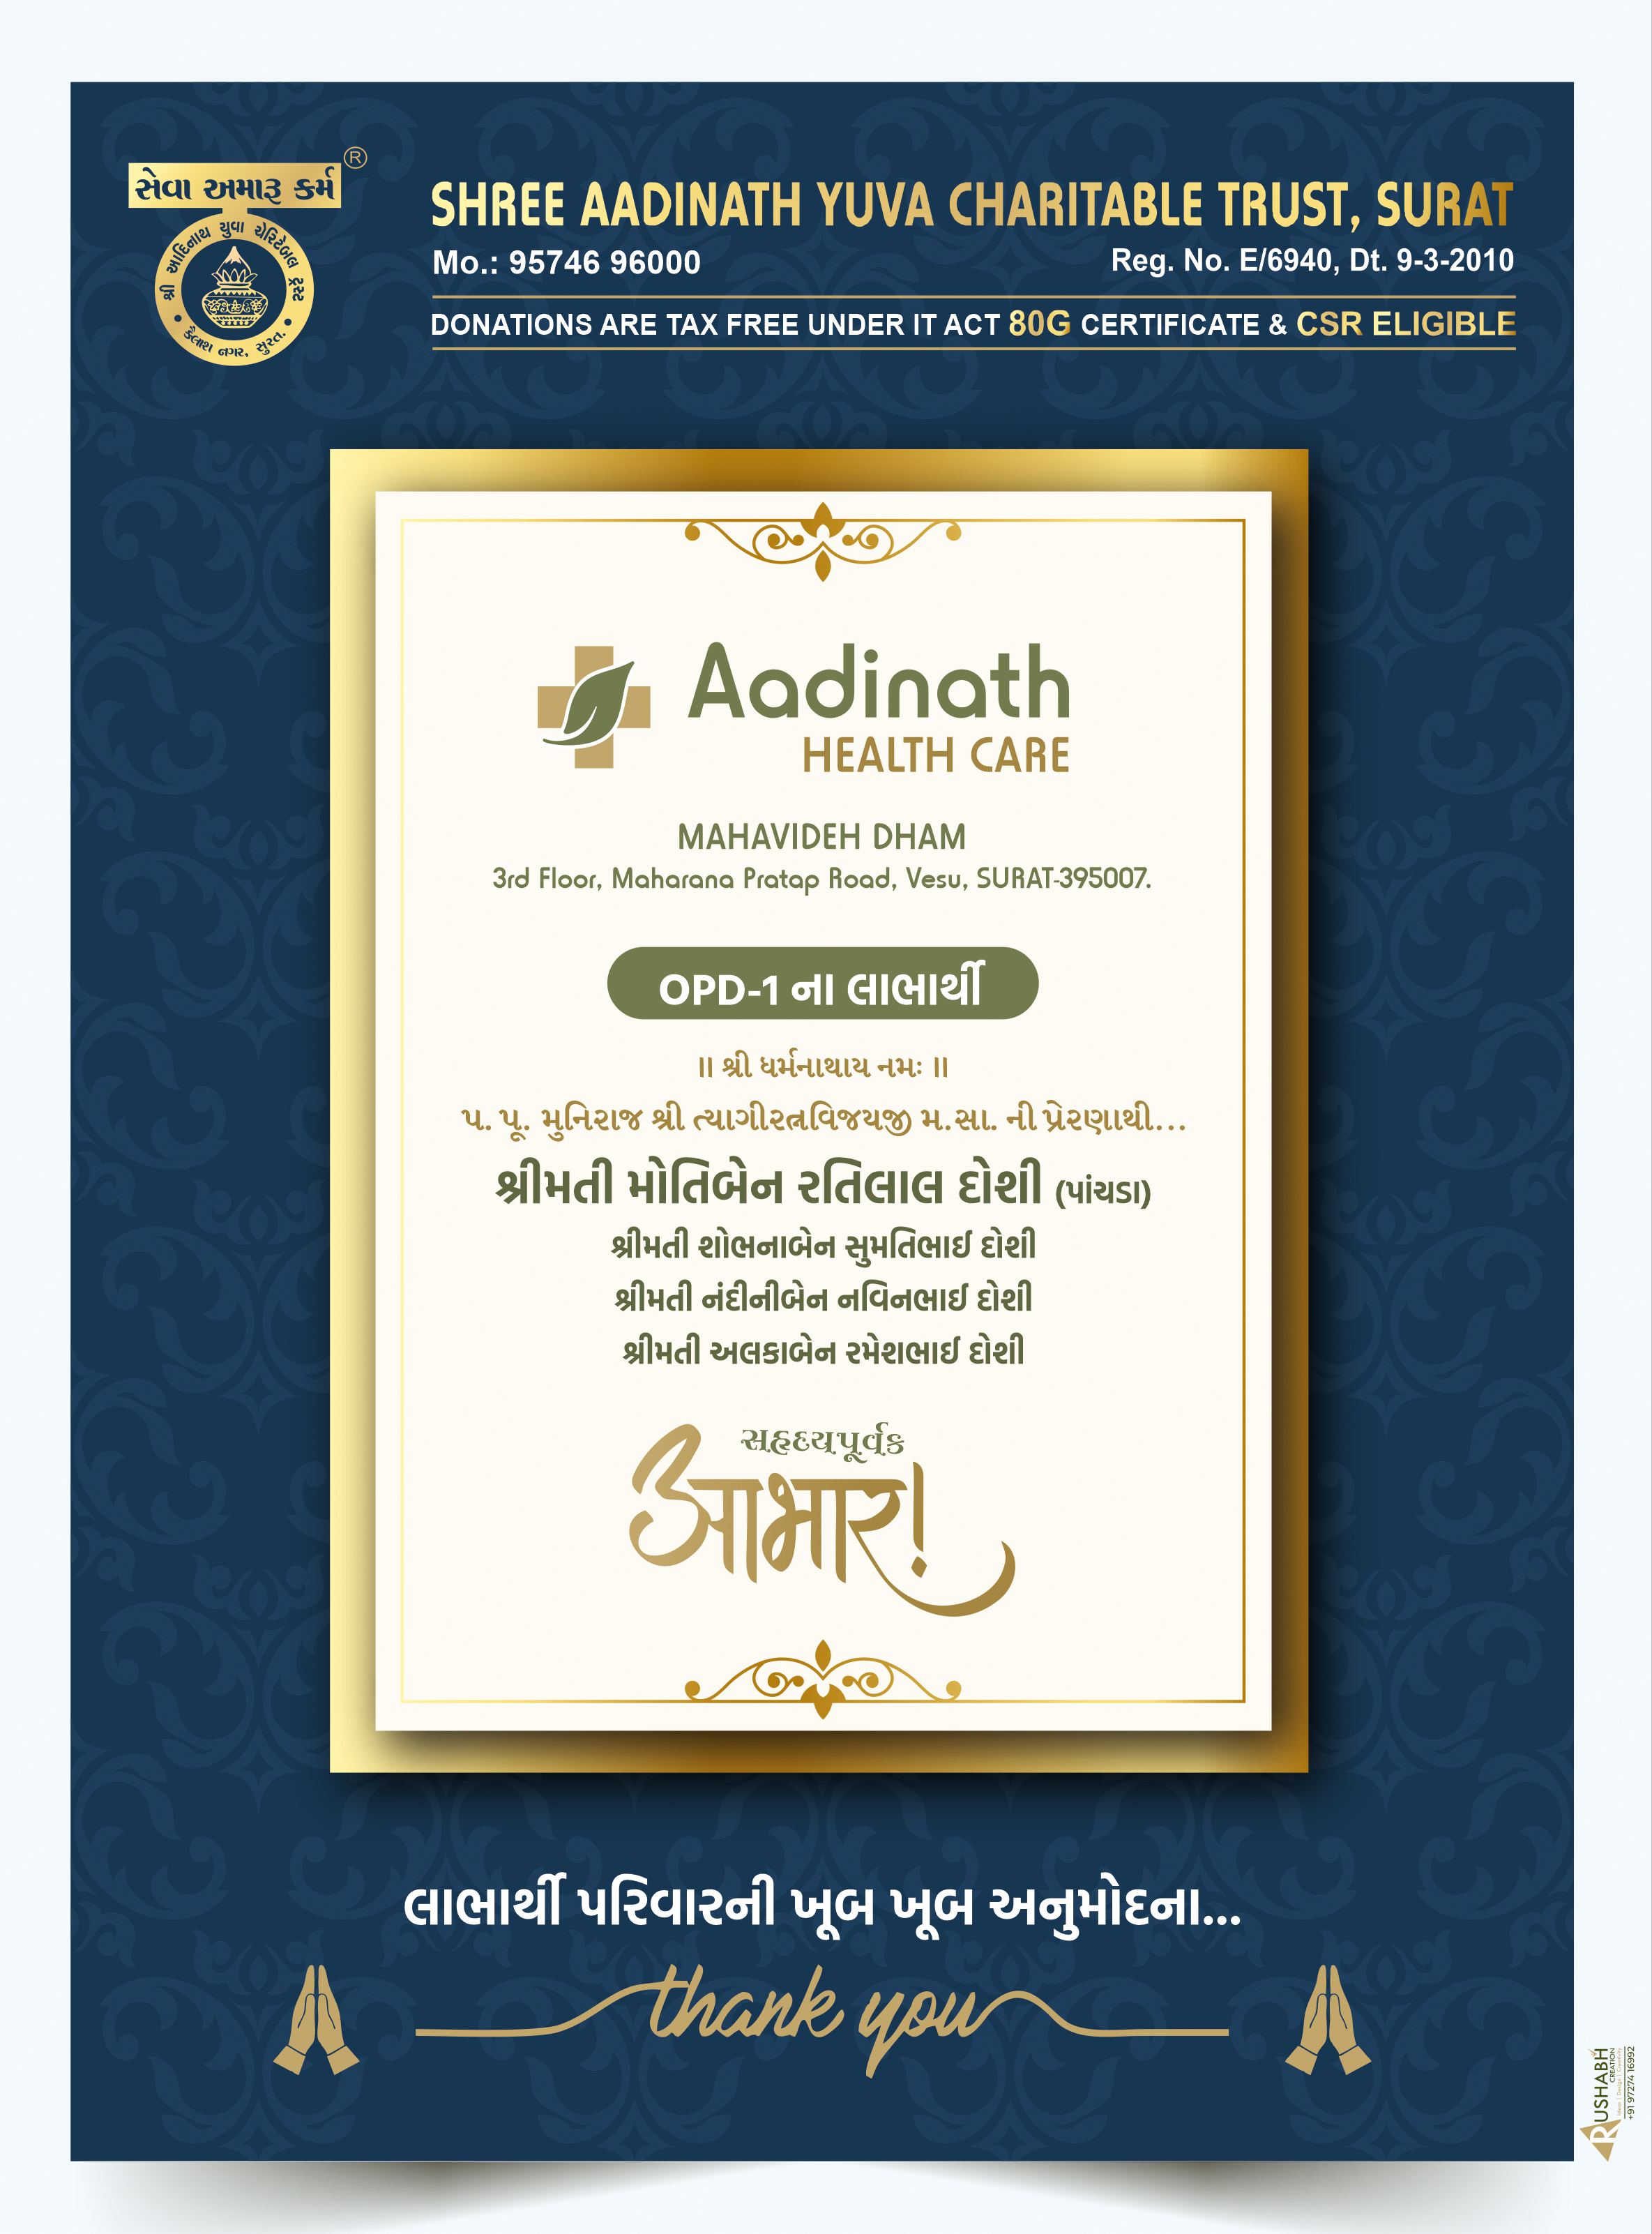 સેવા અમારૂ કર્મ ®
શ્રી આદિનાથ યુવા ચેરિટેબલ ટ્રસ્ટ
કૈલાશ નગર, સુરત.
SHREE AADINATH YUVA CHARITABLE TRUST, SURAT
Mo.: 95746 96000 Reg. No. E/6940, Dt. 9-3-2010
DONATIONS ARE TAX FREE UNDER IT ACT 80G CERTIFICATE & CSR ELIGIBLE
Aadinath
HEALTH CARE
MAHAVIDEH DHAM
3rd Floor, Maharana Pratap Road, Vesu, SURAT-395007.
OPD-1 ના લાભાર્થી
॥ શ્રી ધર્મનાથાય નમઃ ॥
પ. પૂ. મુનિરાજ શ્રી ત્યાગીરત્નવિજયજી મ.સા. ની પ્રેરણાથી...
શ્રીમતી મોતિબેન રતિલાલ દોશી (પાંચડા)
શ્રીમતી શોભનાબેન સુમતિભાઈ દોશી
શ્રીમતી નંદીનીબેન નવિનભાઈ દોશી
શ્રીમતી અલકાબેન રમેશભાઈ દોશી
સહૃદયપૂર્વક
આભાર!
લાભાર્થી પરિવારની ખૂબ ખૂબ અનુમોદના...
thank you
RUSHABH
CREATION
+91 97274 16992